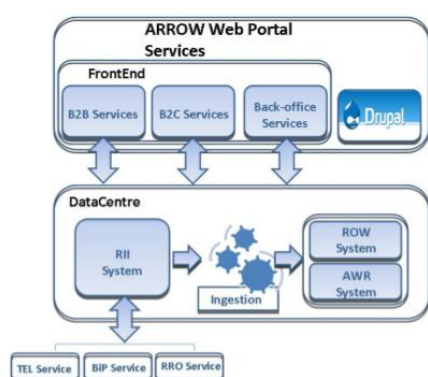 ARROW Web Portal
Services
FrontEnd
B2B Services
B2C Services
Back-office
Services
Drupal
DataCentre
RII
System
Ingestion
ROW
System
AWR
System
TEL Service
BiP Service
RRO Service